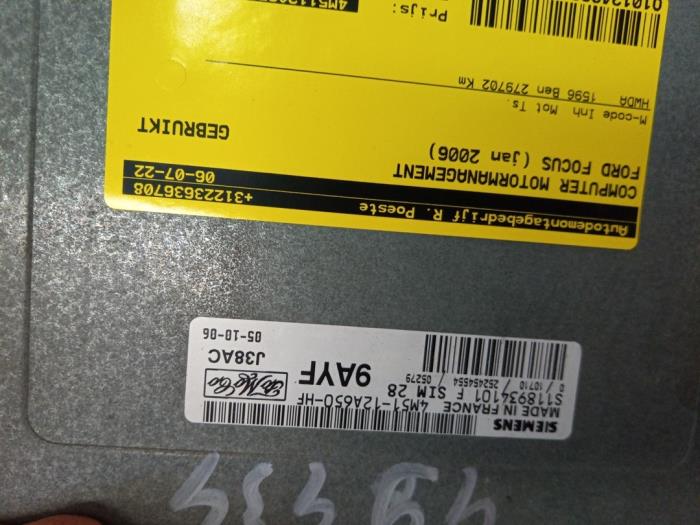 Autodemontagebedrijf R. Poeste
+31223636708
06-07-22
COMPUTER MOTORMANAGEMENT
FORD FOCUS (jan 2006)
GEBRUIKT
M-code Inh Mot Ts.
HWDA 1596 Ben 279702 Km
Prijs:
SIEMENS
MADE IN FRANCE 4M51-12A650-HF
S118934101 F SIM 28
0 / 10710 / 252454554 / 05279
9AYF
J38AC
05-10-06